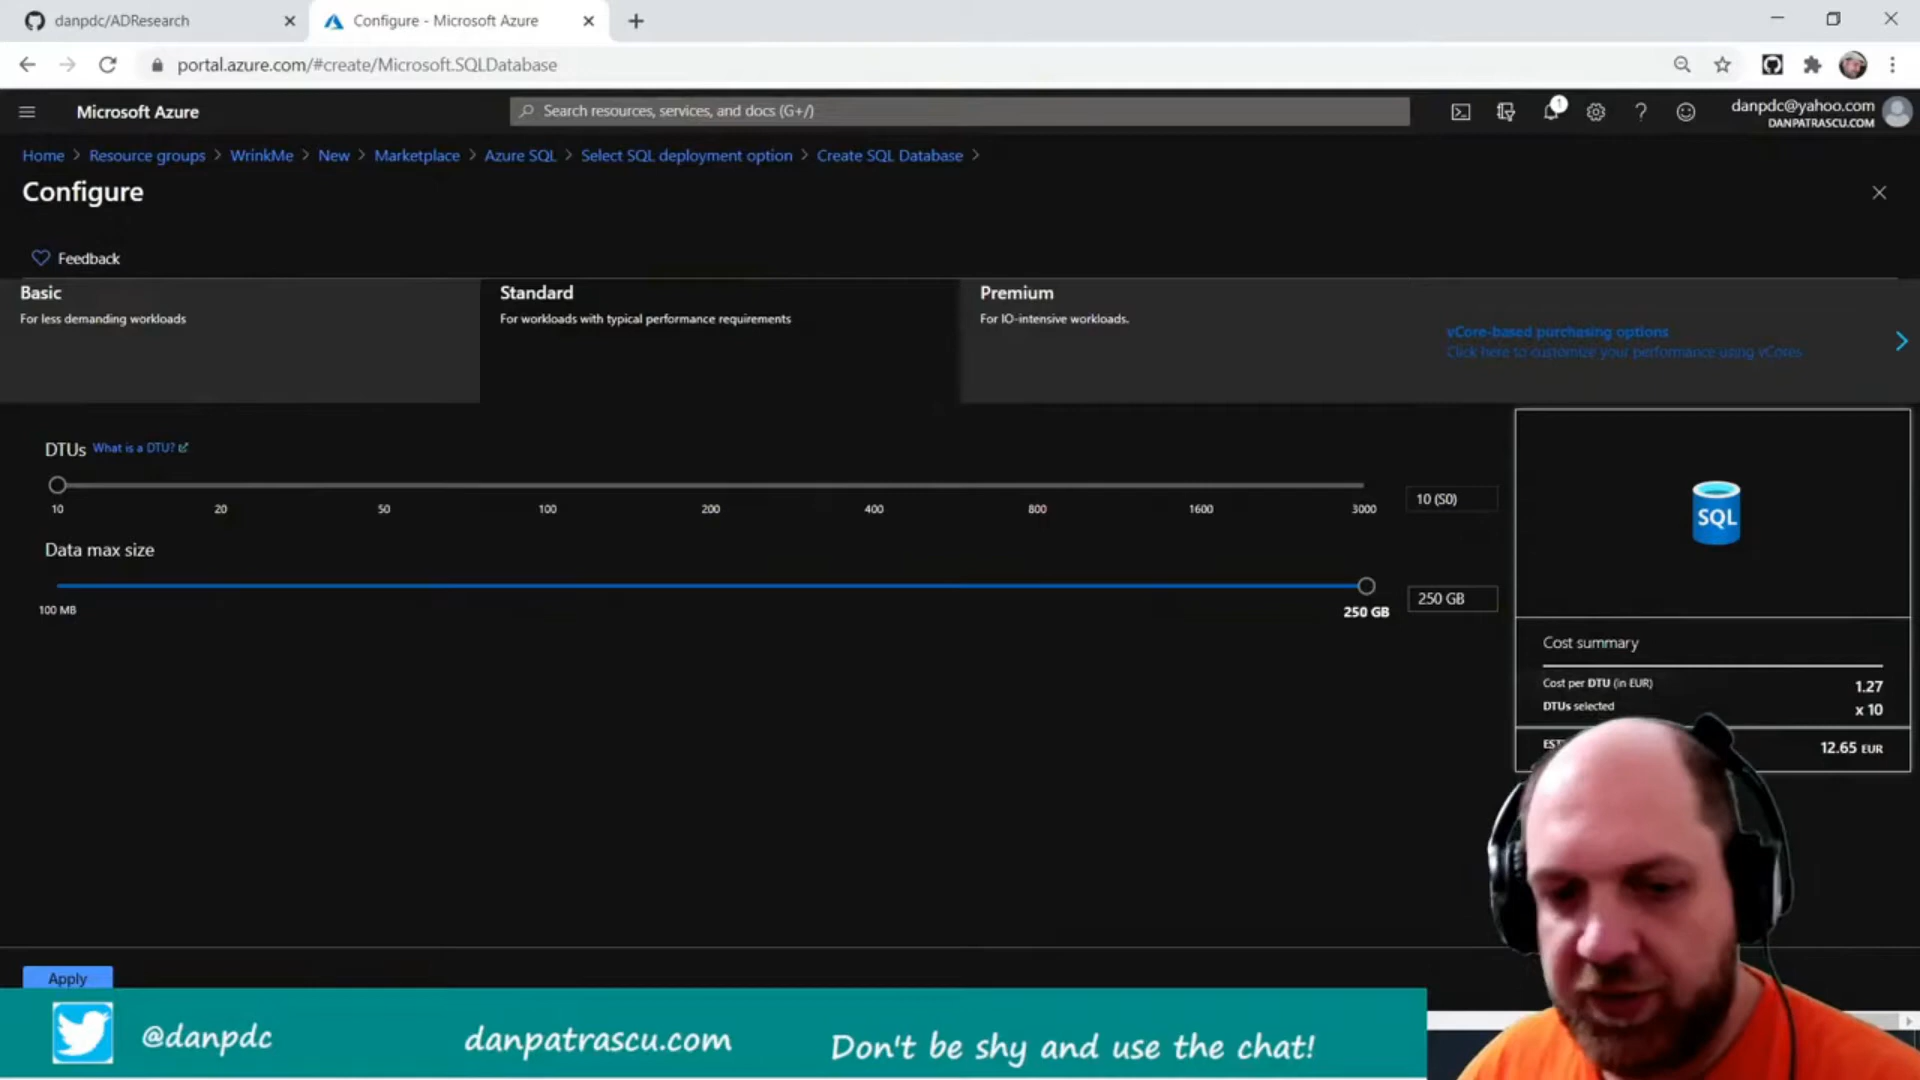 danpdc/ADResearch
Configure - Microsoft Azure
portal.azure.com/#create/Microsoft.SQLDatabase
Microsoft Azure
Search resources, services, and docs (G+/)
1
danpdc@yahoo.com
DANPATRASCU.COM
Home > Resource groups > WrinkMe > New > Marketplace > Azure SQL > Select SQL deployment option > Create SQL Database >
Configure
Feedback
Basic
For less demanding workloads
Standard
For workloads with typical performance requirements
Premium
For IO-intensive workloads.
vCore-based purchasing options
Click here to customize your performance using vCores
DTUs What is a DTU?
10 20 50 100 200 400 800 1600 3000
10 (S0)
Data max size
100 MB
250 GB
250 GB
SQL
Cost summary
Cost per DTU (in EUR) 1.27
DTUs selected x 10
EST 12.65 EUR
Apply
@danpdc
danpatrascu.com
Don't be shy and use the chat!